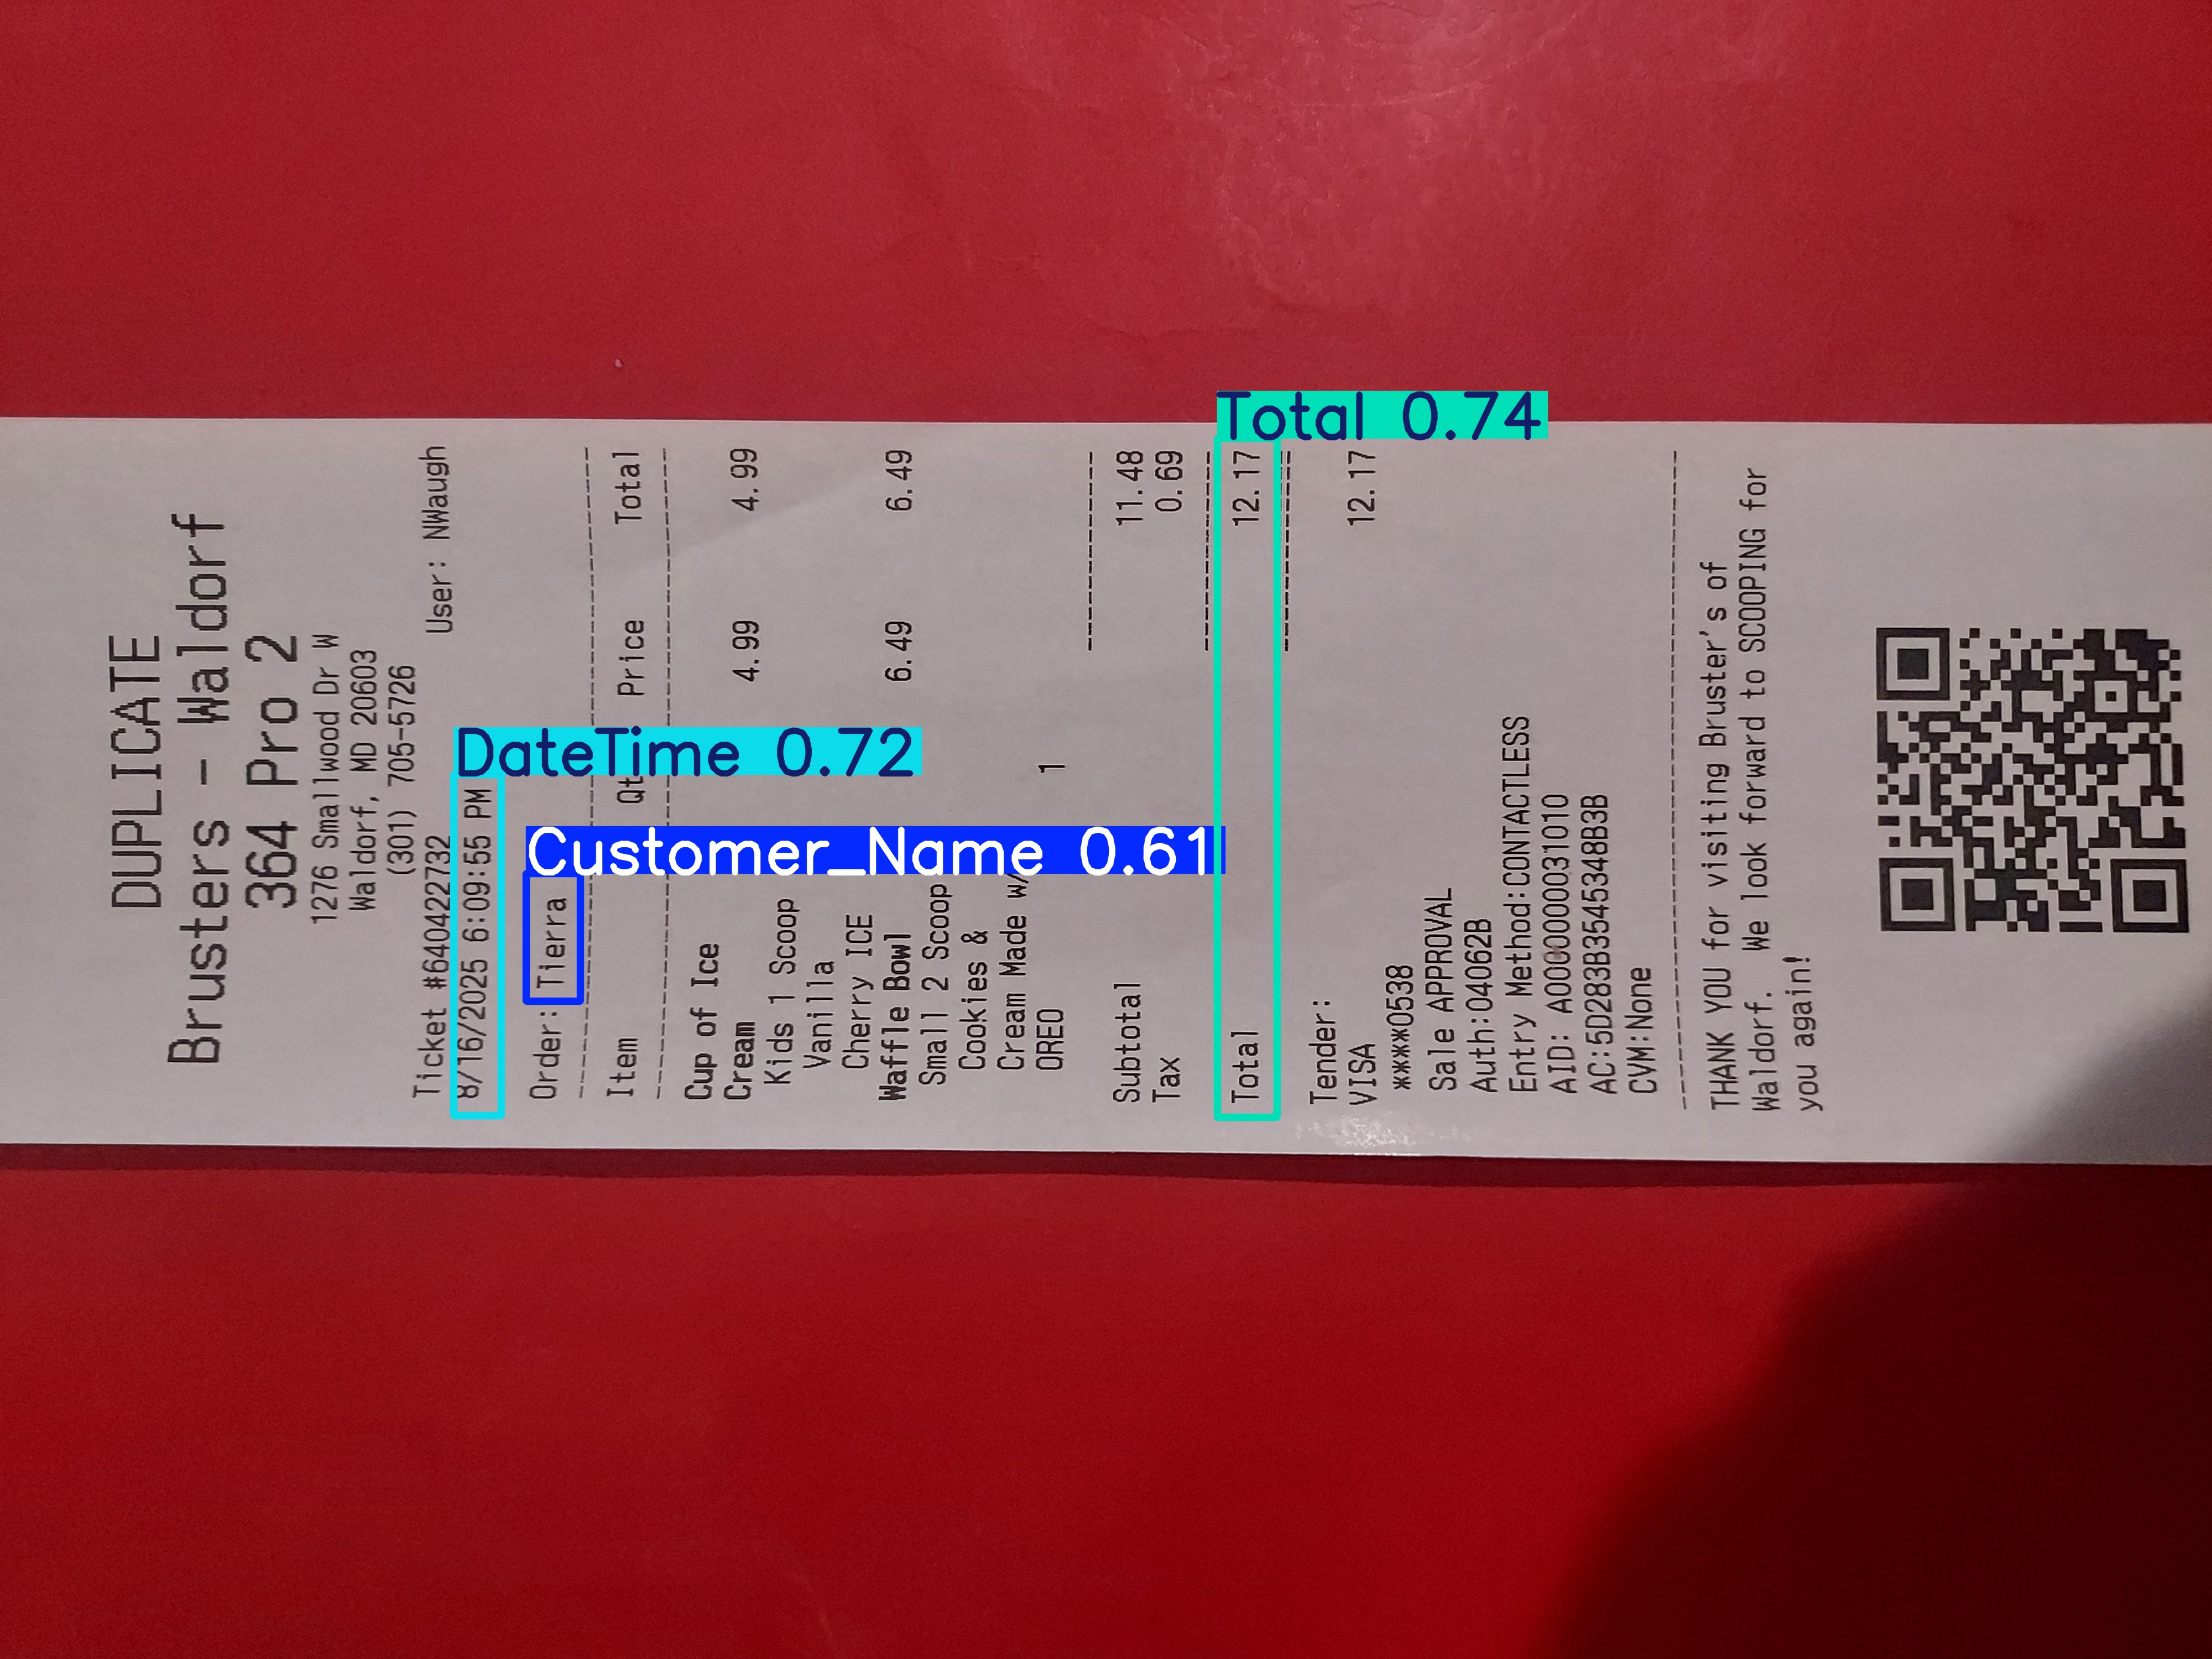 DUPLICATE
Brusters - Waldorf
364 Pro 2
1276 Smallwood Dr W
Waldorf, MD 20603
(301) 705-5726
Ticket #64042273​2 User: NWaugh
8/16/2025 6:09:55 PM
DateTime 0.72
Order: Tierra
Customer_Name 0.61
Item Qt Price Total
Cup of Ice
Cream 4.99 4.99
Kids 1 Scoop
Vanilla
Cherry ICE
Waffle Bowl 6.49 6.49
Small 2 Scoop
Cookies &
Cream Made w/
OREO 1
Subtotal 11.48
Tax 0.69
Total 0.74
Total 12.17
Tender:
VISA 12.17
****0538
Sale APPROVAL
Auth:04062B
Entry Method:CONTACTLESS
AID: A0000000031010
AC:5D283B354534BB3B
CVM:None
THANK YOU for visiting Bruster's of
Waldorf. We look forward to SCOOPING for
you again!